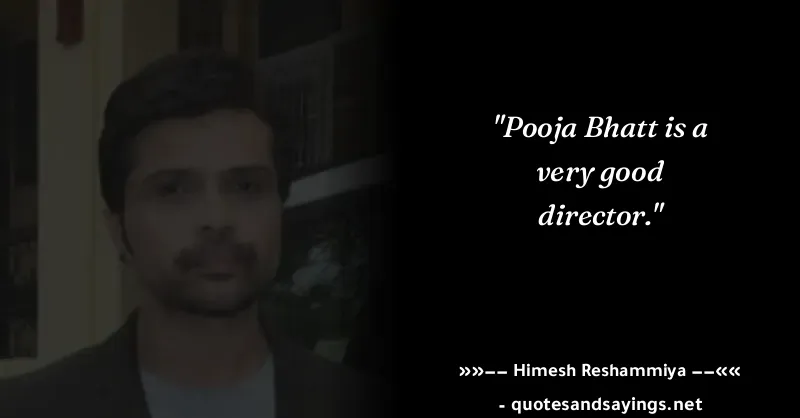 "Pooja Bhatt is a
very good
director."
»»−− Himesh Reshammiya −−««
- quotesandsayings.net